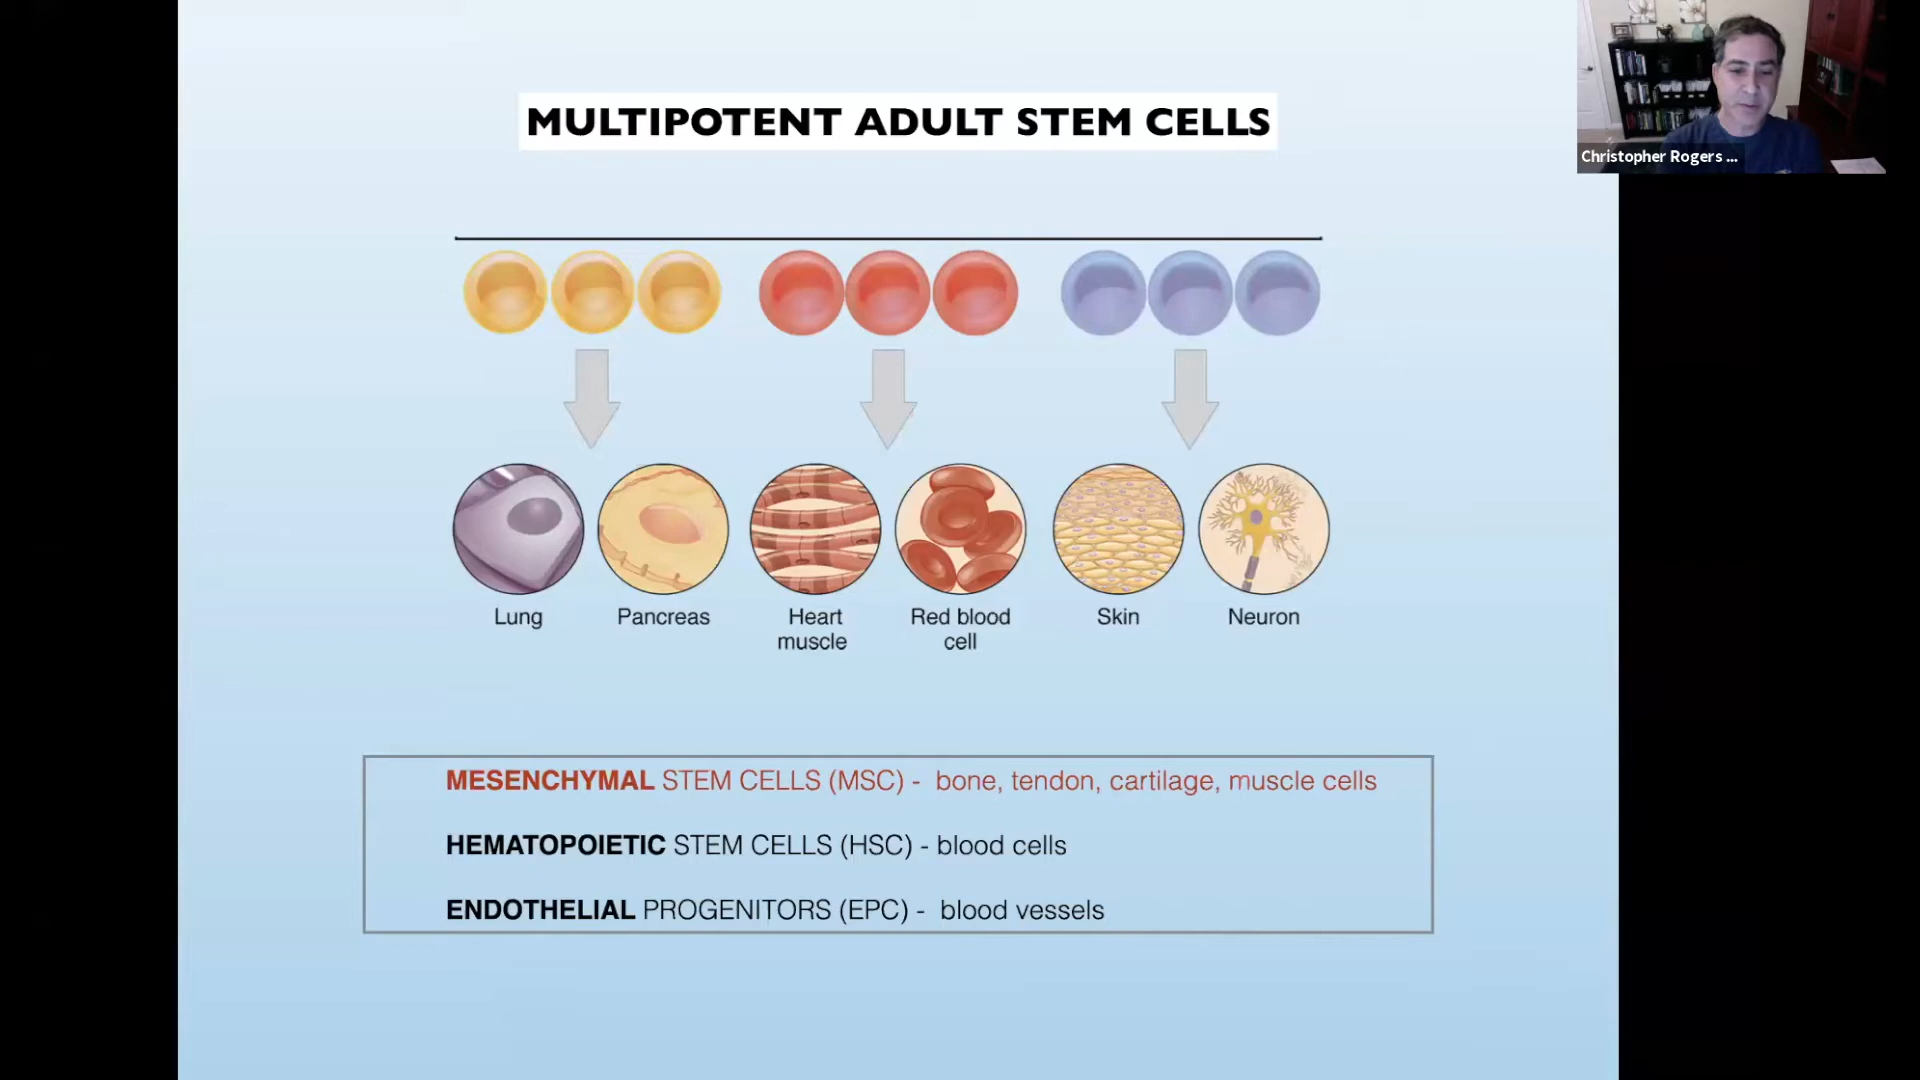 MULTIPOTENT ADULT STEM CELLS
Christopher Rogers ...
Lung
Pancreas
Heart
muscle
Red blood
cell
Skin
Neuron
MESENCHYMAL STEM CELLS (MSC) - bone, tendon, cartilage, muscle cells
HEMATOPOIETIC STEM CELLS (HSC) - blood cells
ENDOTHELIAL PROGENITORS (EPC) - blood vessels